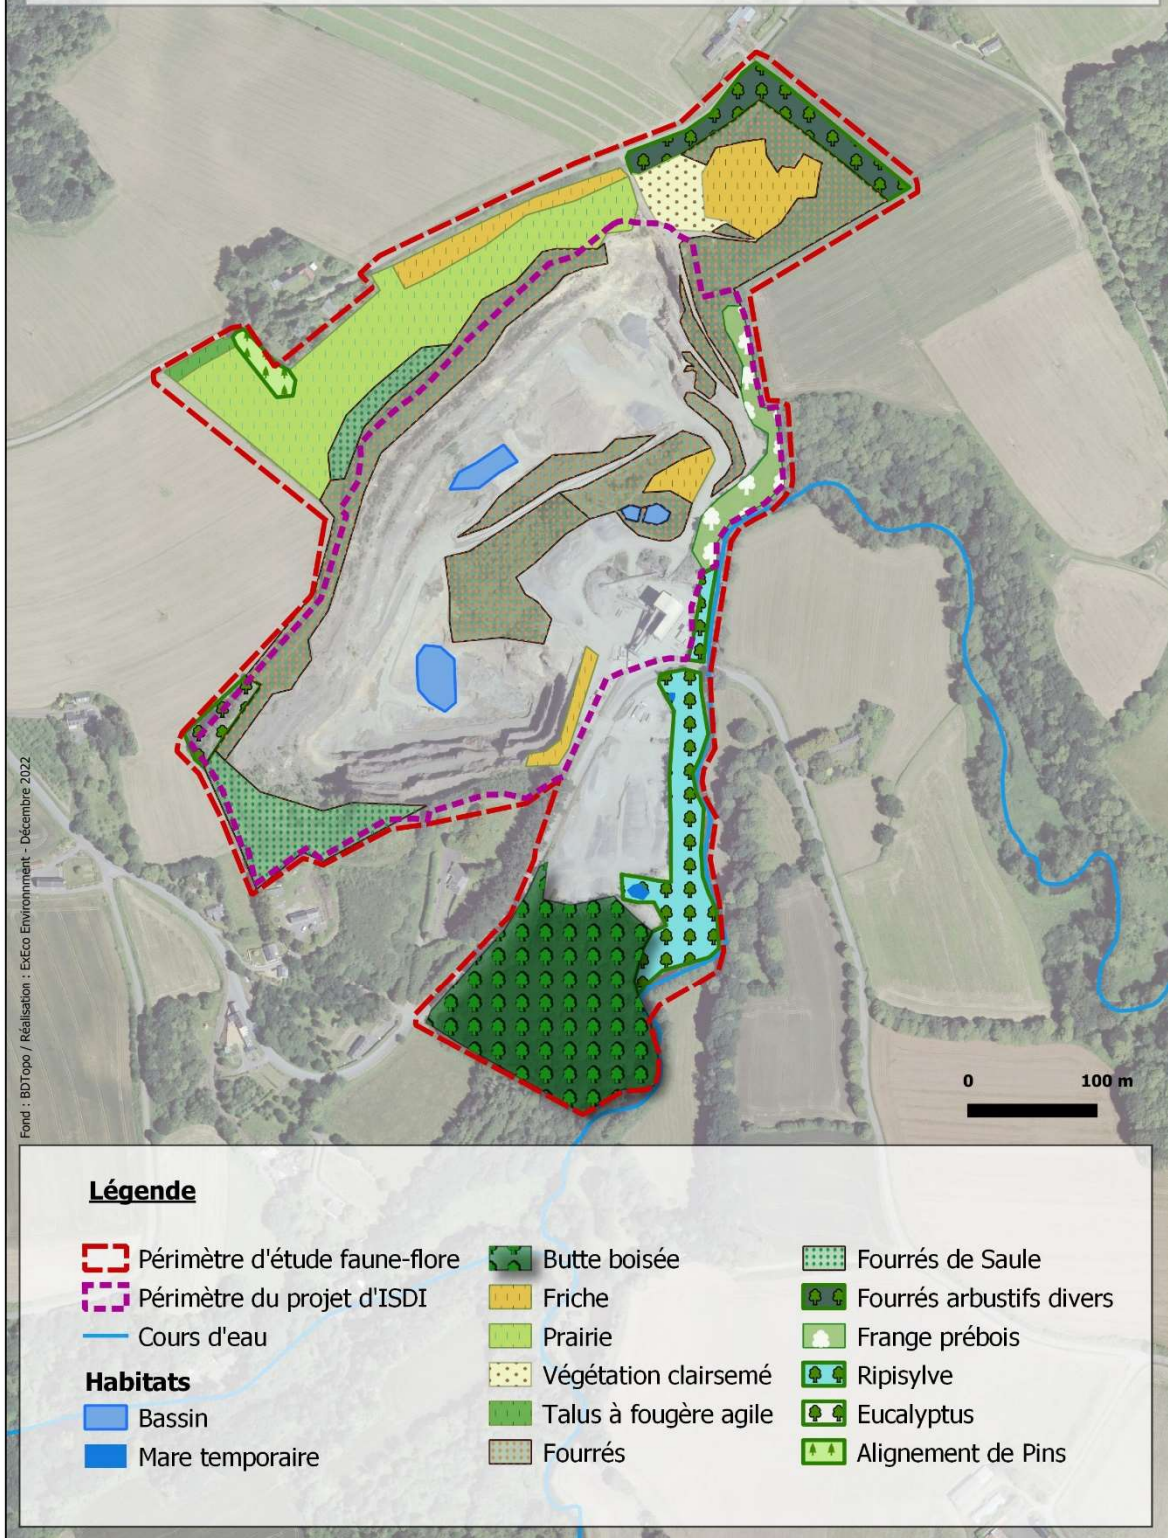 0 100 m
Fond : BDTopo / Réalisation : ExEco Environnment - Décembre 2022
Légende
Périmètre d'étude faune-flore
Périmètre du projet d'ISDI
Cours d'eau
Habitats
Bassin
Mare temporaire
Butte boisée
Friche
Prairie
Végétation clairsemé
Talus à fougère agile
Fourrés
Fourrés de Saule
Fourrés arbustifs divers
Frange prébois
Ripisylve
Eucalyptus
Alignement de Pins